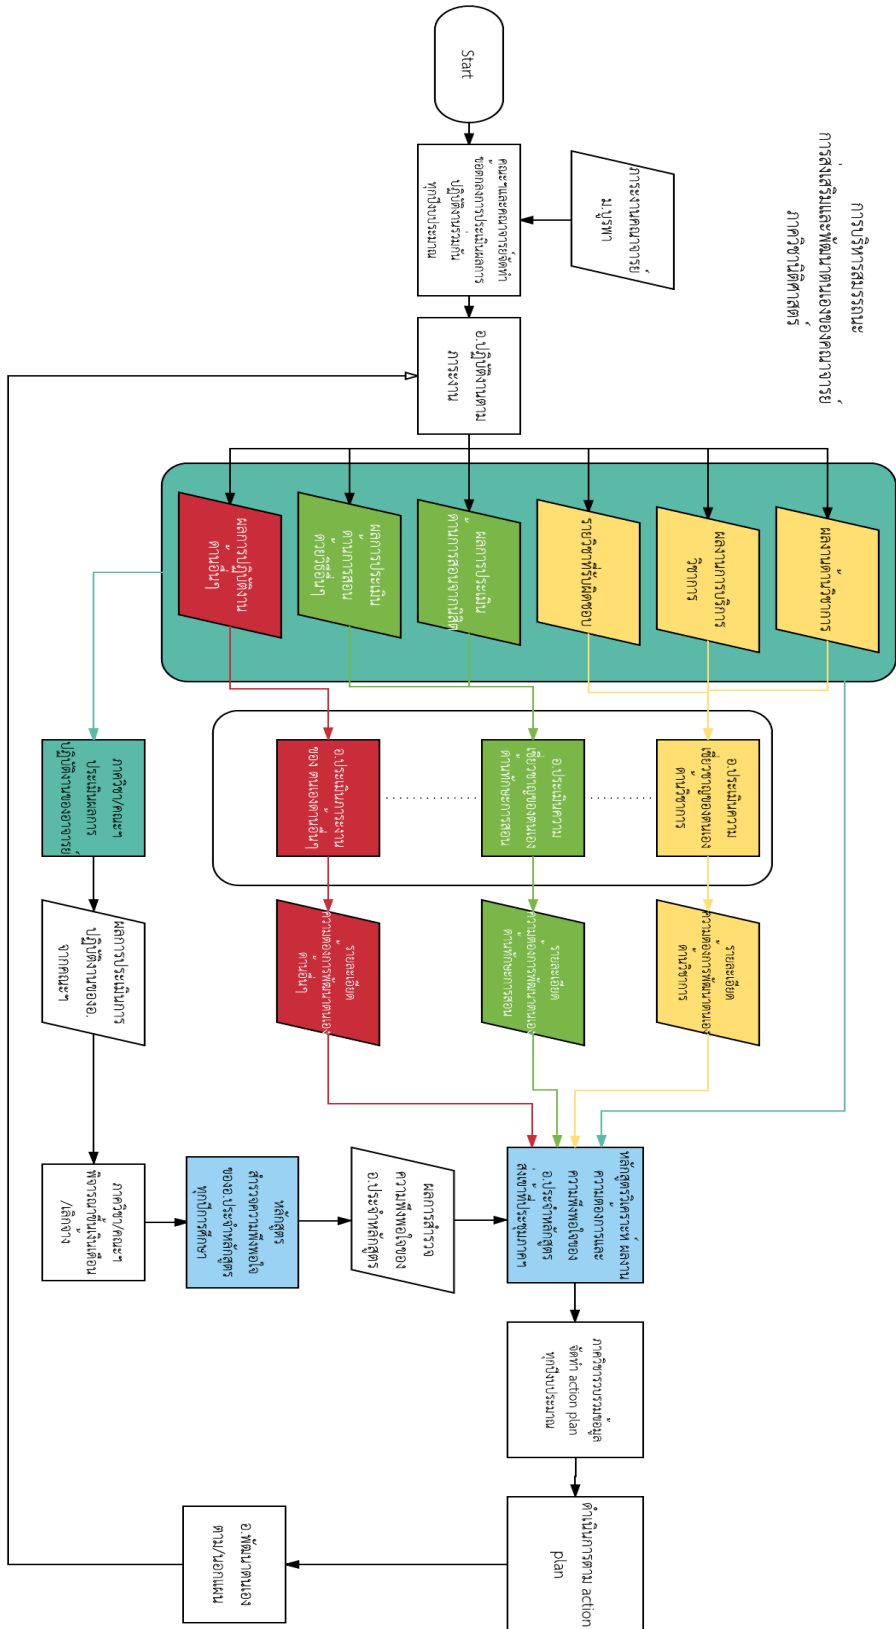 การบริหารสมรรถนะ
การส่งเสริมและพัฒนาตนเองของคณาจารย์
ภาควิชานิติศาสตร์
Start
ภาระงานคณาจารย์
ม.บูรพา
คณะฯและคณาจารย์จัดทำ
ข้อตกลงการประเมินผลการ
ปฏิบัติงานร่วมกัน
ทุกปีงบประมาณ
อ.ปฏิบัติงานตาม
ภาระงาน
ผลงานด้านวิชาการ
ผลงานการบริการ
วิชาการ
รายวิชาที่รับผิดชอบ
ผลการประเมิน
ด้านการสอนจากนิสิต
ผลการประเมิน
ด้านการสอน
ด้วยวิธีอื่นๆ
ผลการปฏิบัติงาน
ด้านอื่นๆ
อ.ประเมินความ
เชี่ยวชาญของตนเอง
ด้านวิชาการ
อ.ประเมินความ
เชี่ยวชาญของตนเอง
ด้านทักษะการสอน
อ.ประเมินภาระงาน
ของ ตนเองด้านอื่นๆ
ภาควิชา/คณะฯ
ประเมินผลการ
ปฏิบัติงานของอาจารย์
รายละเอียด
ความต้องการพัฒนาตนเอง
ด้านวิชาการ
รายละเอียด
ความต้องการพัฒนาตนเอง
ด้านทักษะการสอน
รายละเอียด
ความต้องการพัฒนาตนเอง
ด้านอื่นๆ
ผลการประเมินการ
ปฏิบัติงานของอ.
จากคณะฯ
หลักสูตรวิเคราะห์ ผลงาน
ความต้องการและ
ความพึงพอใจของ
อ.ประจำหลักสูตร
ส่งเข้าที่ประชุมภาคฯ
ผลการสำรวจ
ความพึงพอใจของ
อ.ประจำหลักสูตร
หลักสูตร
สำรวจความพึงพอใจ
ของอ.ประจำหลักสูตร
ทุกปีการศึกษา
ภาควิชา/คณะฯ
พิจารณาขึ้นเงินเดือน
/เลิกจ้าง
ภาควิชารวบรวมข้อมูล
จัดทำ action plan
ทุกปีงบประมาณ
ดำเนินการตาม action
plan
อ.พัฒนาตนเอง
ตาม/นอกแผน